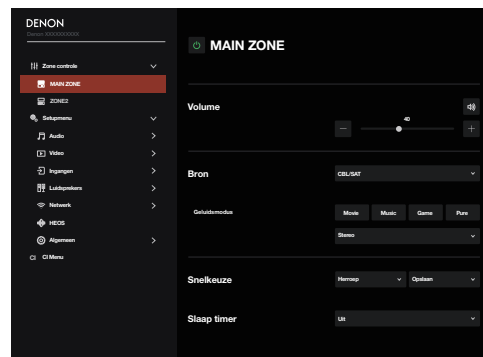 DENON
MAIN ZONE
Zone controle
MAIN ZONE
ZONE2
Setupmenu
Audio
Video
Ingangen
Luidsprekers
Netwerk
HEOS
Algemeen
CI CI Menu
Volume
40
Bron
CBL/SAT
Geluidsmodus
Movie Music Game Pure
Stereo
Snelkeuze
Herroep Opslaan
Slaap timer
Uit